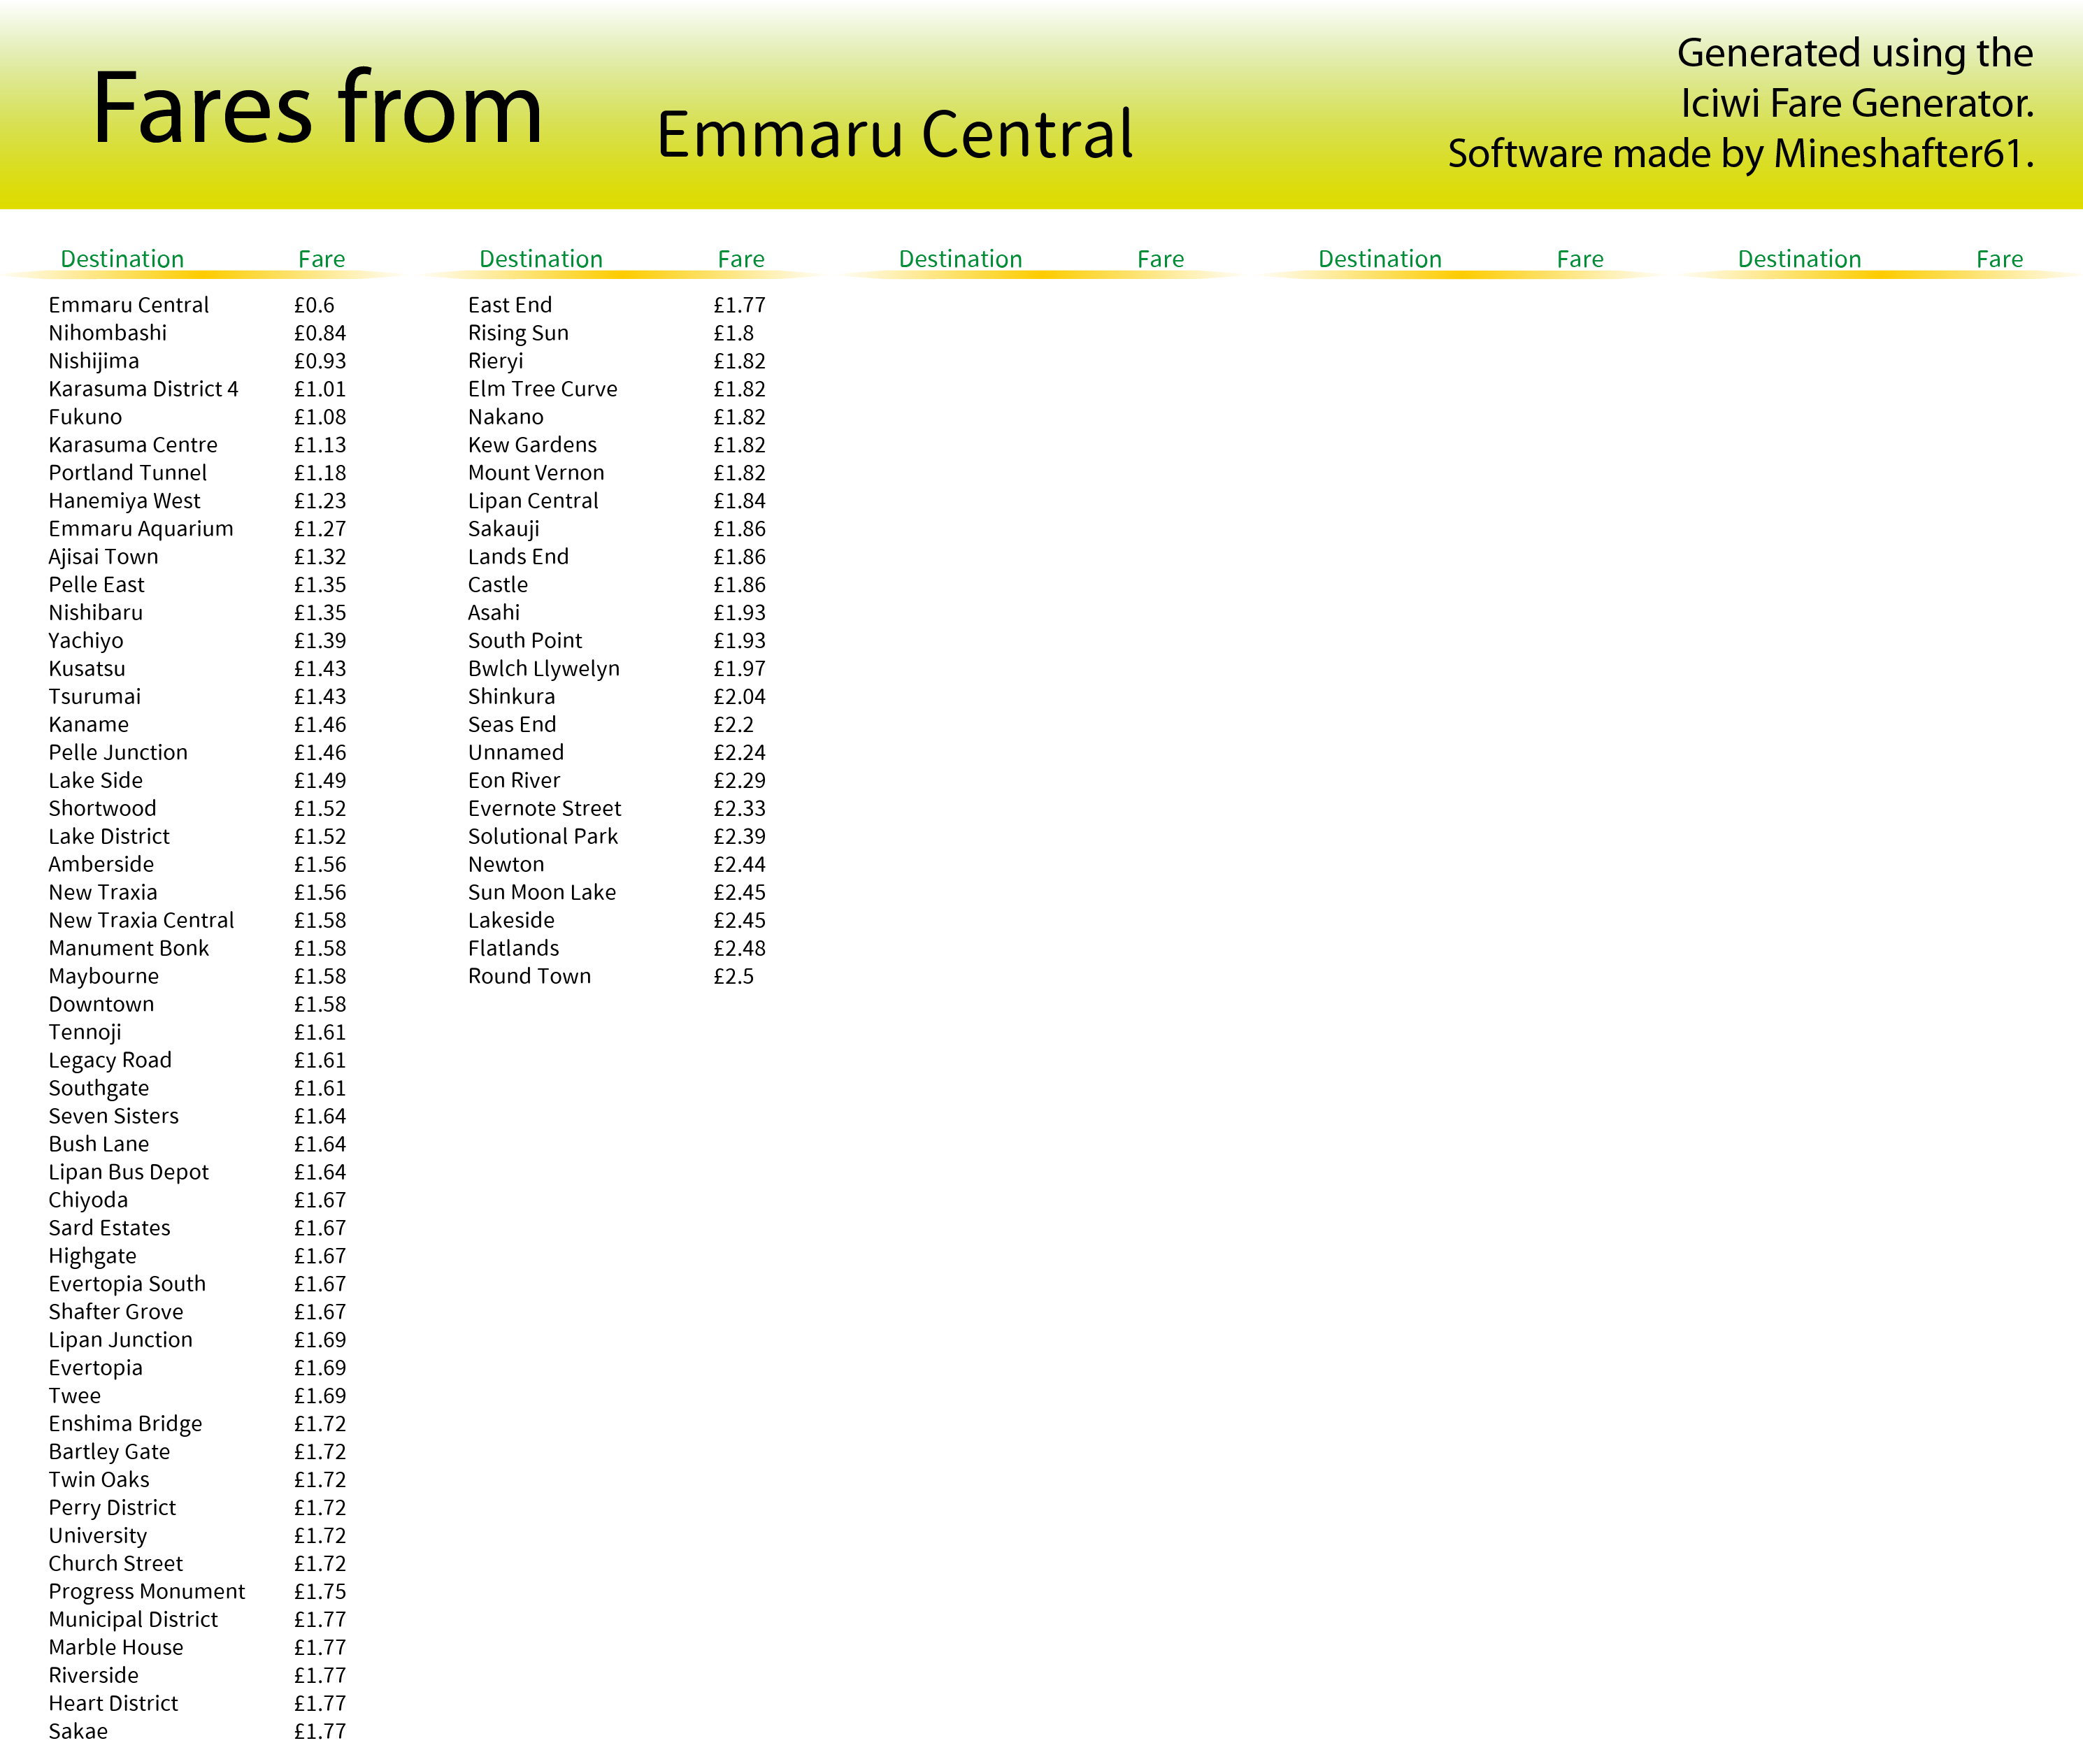 Fares from Emmaru Central
Generated using the
Iciwi Fare Generator.
Software made by Mineshafter61.
Destination Fare Destination Fare Destination Fare Destination Fare Destination Fare
Emmaru Central £0.6
Nihombashi £0.84
Nishijima £0.93
Karasuma District 4 £1.01
Fukuno £1.08
Karasuma Centre £1.13
Portland Tunnel £1.18
Hanemiya West £1.23
Emmaru Aquarium £1.27
Ajisai Town £1.32
Pelle East £1.35
Nishibaru £1.35
Yachiyo £1.39
Kusatsu £1.43
Tsurumai £1.43
Kaname £1.46
Pelle Junction £1.46
Lake Side £1.49
Shortwood £1.52
Lake District £1.52
Amberside £1.56
New Traxia £1.56
New Traxia Central £1.58
Manument Bonk £1.58
Maybourne £1.58
Downtown £1.58
Tennoji £1.61
Legacy Road £1.61
Southgate £1.61
Seven Sisters £1.64
Bush Lane £1.64
Lipan Bus Depot £1.64
Chiyoda £1.67
Sard Estates £1.67
Highgate £1.67
Evertopia South £1.67
Shafter Grove £1.67
Lipan Junction £1.69
Evertopia £1.69
Twee £1.69
Enshima Bridge £1.72
Bartley Gate £1.72
Twin Oaks £1.72
Perry District £1.72
University £1.72
Church Street £1.72
Progress Monument £1.75
Municipal District £1.77
Marble House £1.77
Riverside £1.77
Heart District £1.77
Sakae £1.77
East End £1.77
Rising Sun £1.8
Rieryi £1.82
Elm Tree Curve £1.82
Nakano £1.82
Kew Gardens £1.82
Mount Vernon £1.82
Lipan Central £1.84
Sakauji £1.86
Lands End £1.86
Castle £1.86
Asahi £1.93
South Point £1.93
Bwlch Llywelyn £1.97
Shinkura £2.04
Seas End £2.2
Unnamed £2.24
Eon River £2.29
Evernote Street £2.33
Solutional Park £2.39
Newton £2.44
Sun Moon Lake £2.45
Lakeside £2.45
Flatlands £2.48
Round Town £2.5